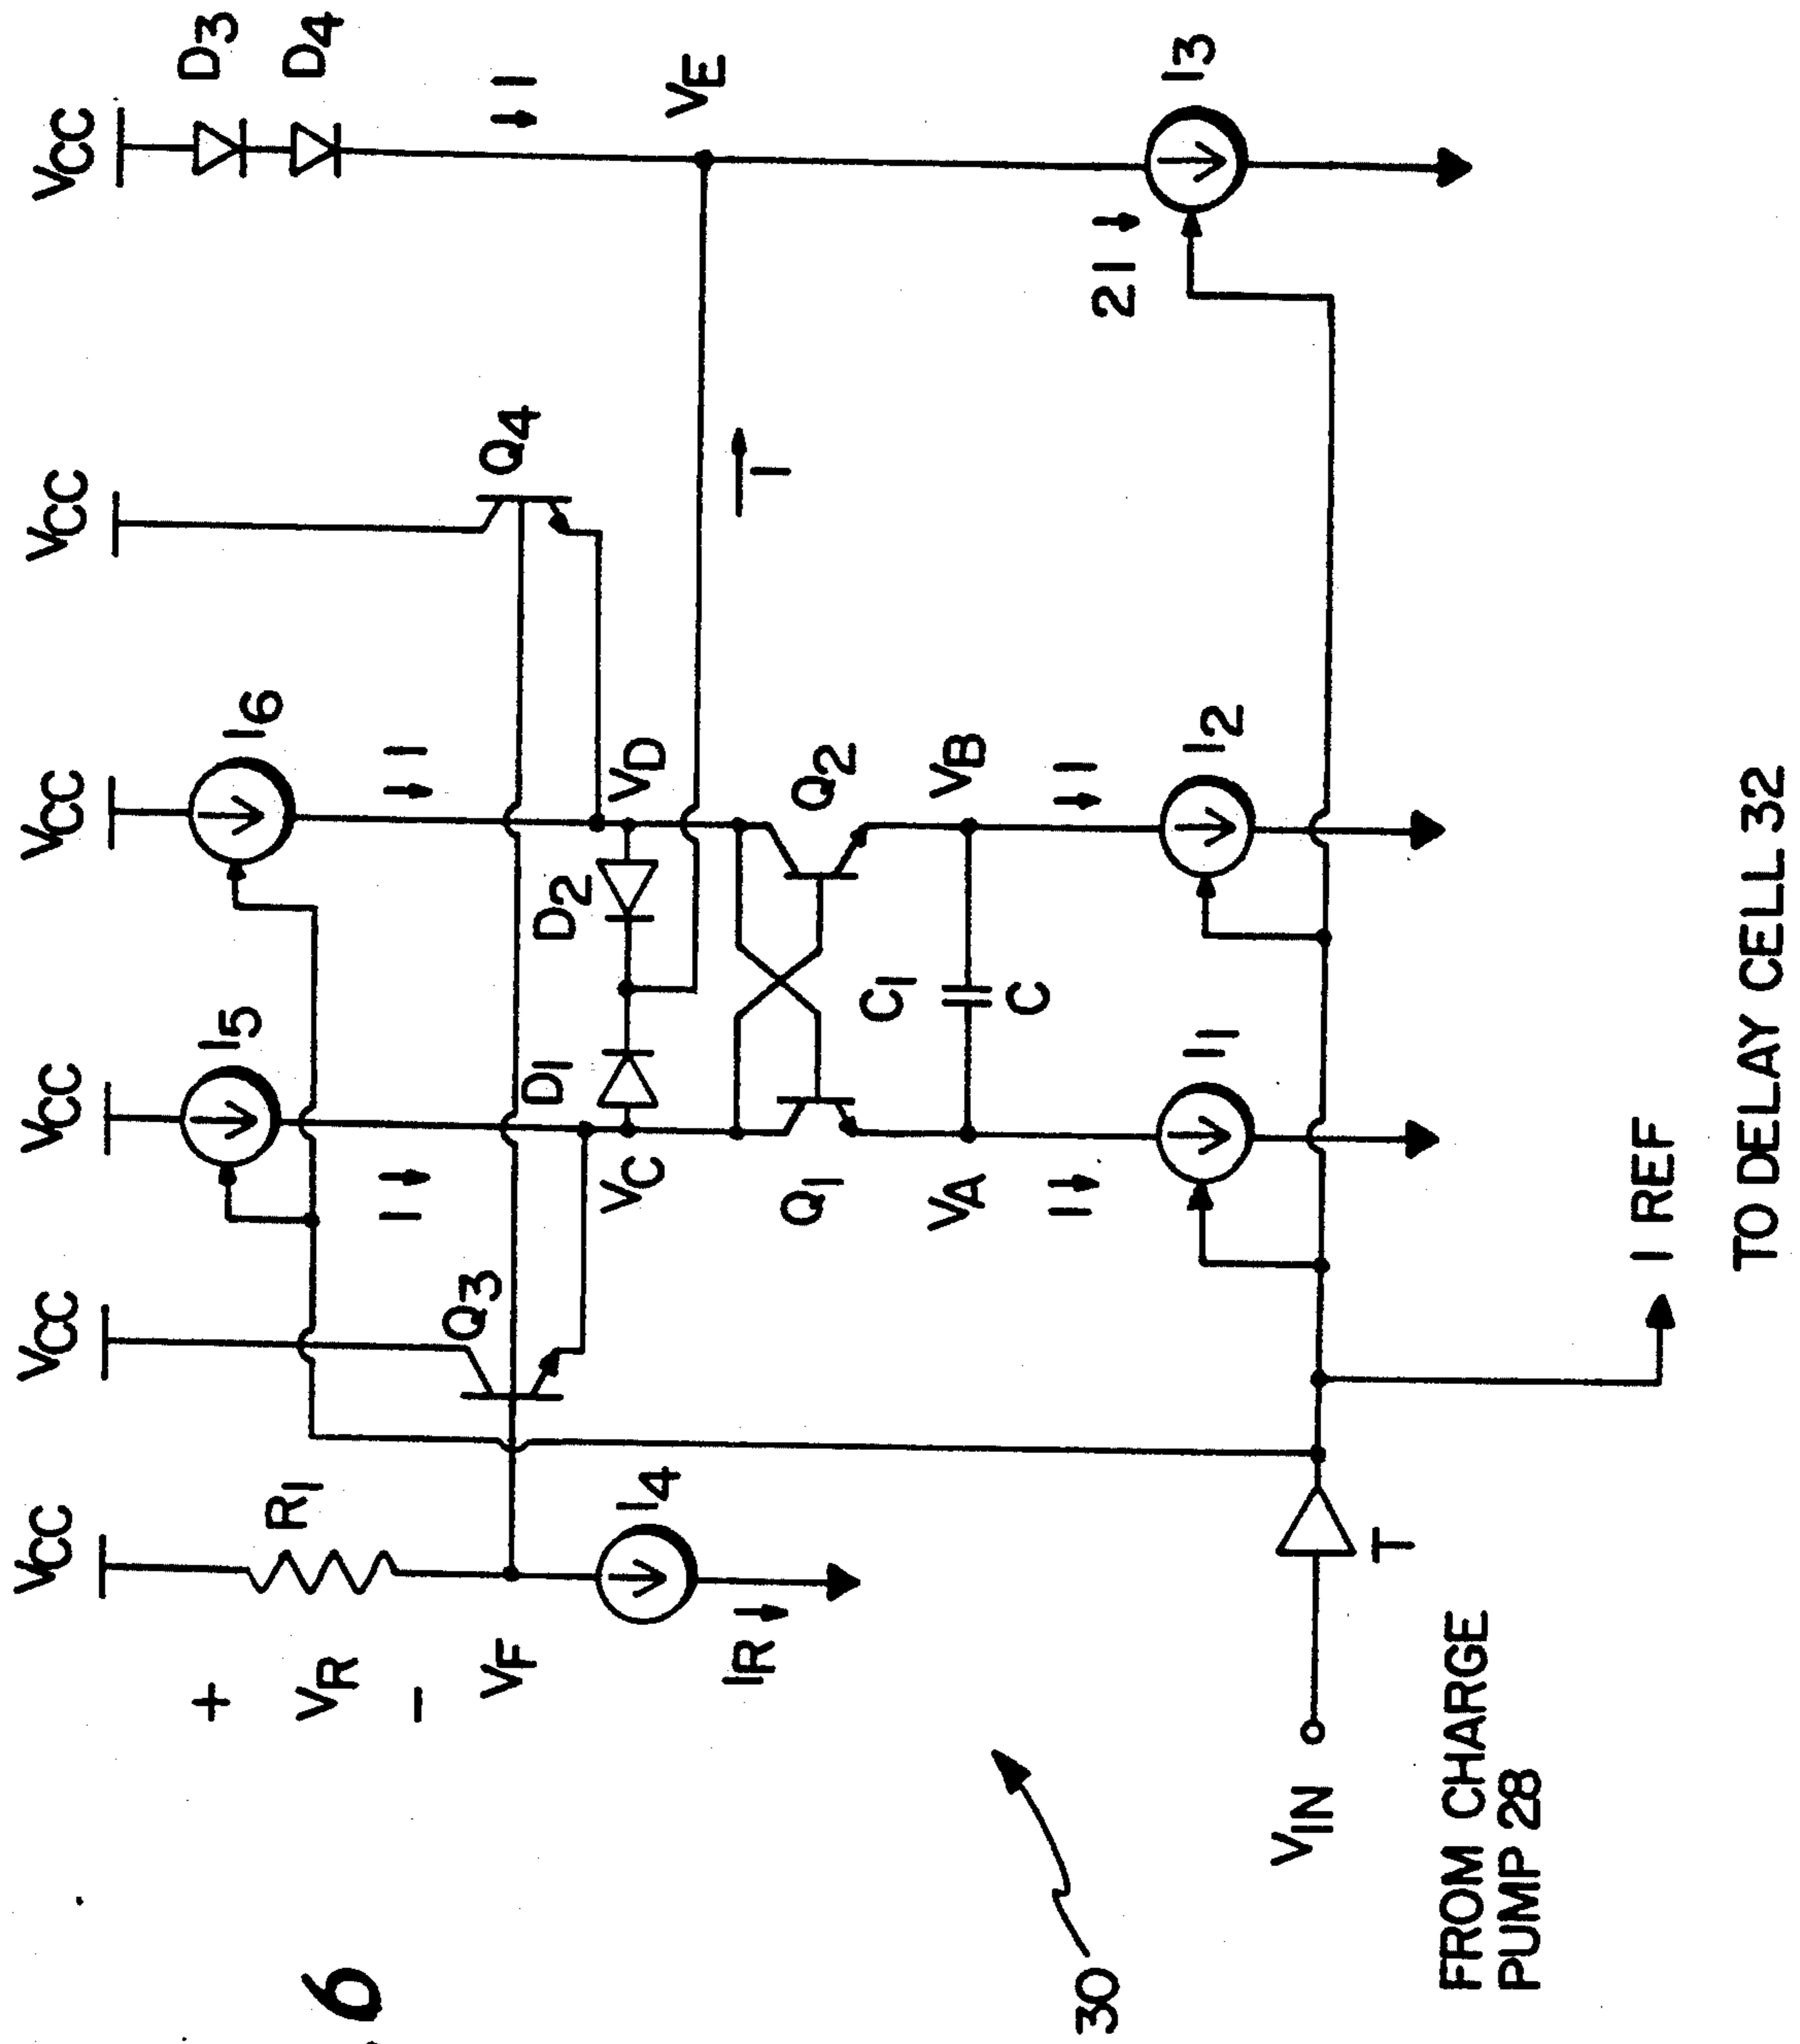 VCC
VCC
VCC
VCC
VCC
VCC
D3
D4
R1
I5
I6
+
VR
−
Q3
Q4
I
I
I
VF
I4
IR
VC
D1
D2
VD
VE
I
Q1
Q2
C1
C
VA
VB
I
I
2I
I1
I2
I3
VIN
T
FROM CHARGE
PUMP 28
I REF
TO DELAY CELL 32
30
6